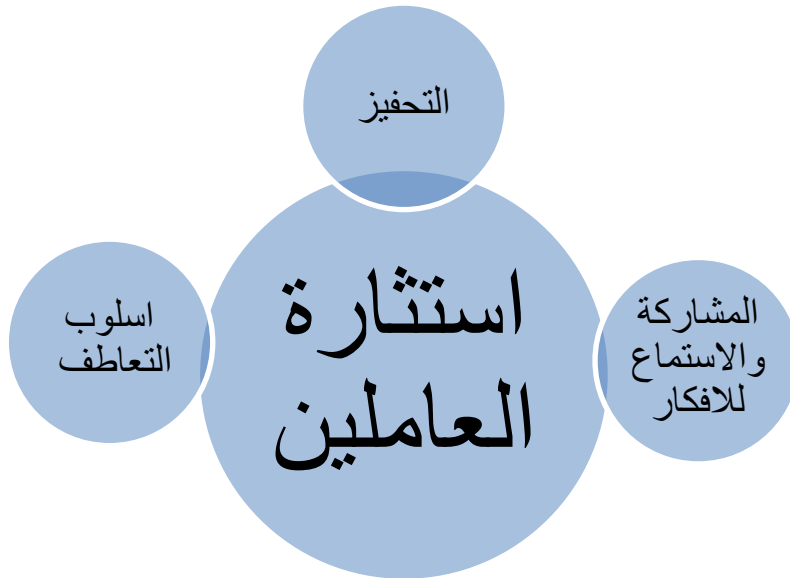 التحفيز
استثارة
العاملين
المشاركة
والاستماع
للافكار
اسلوب
التعاطف